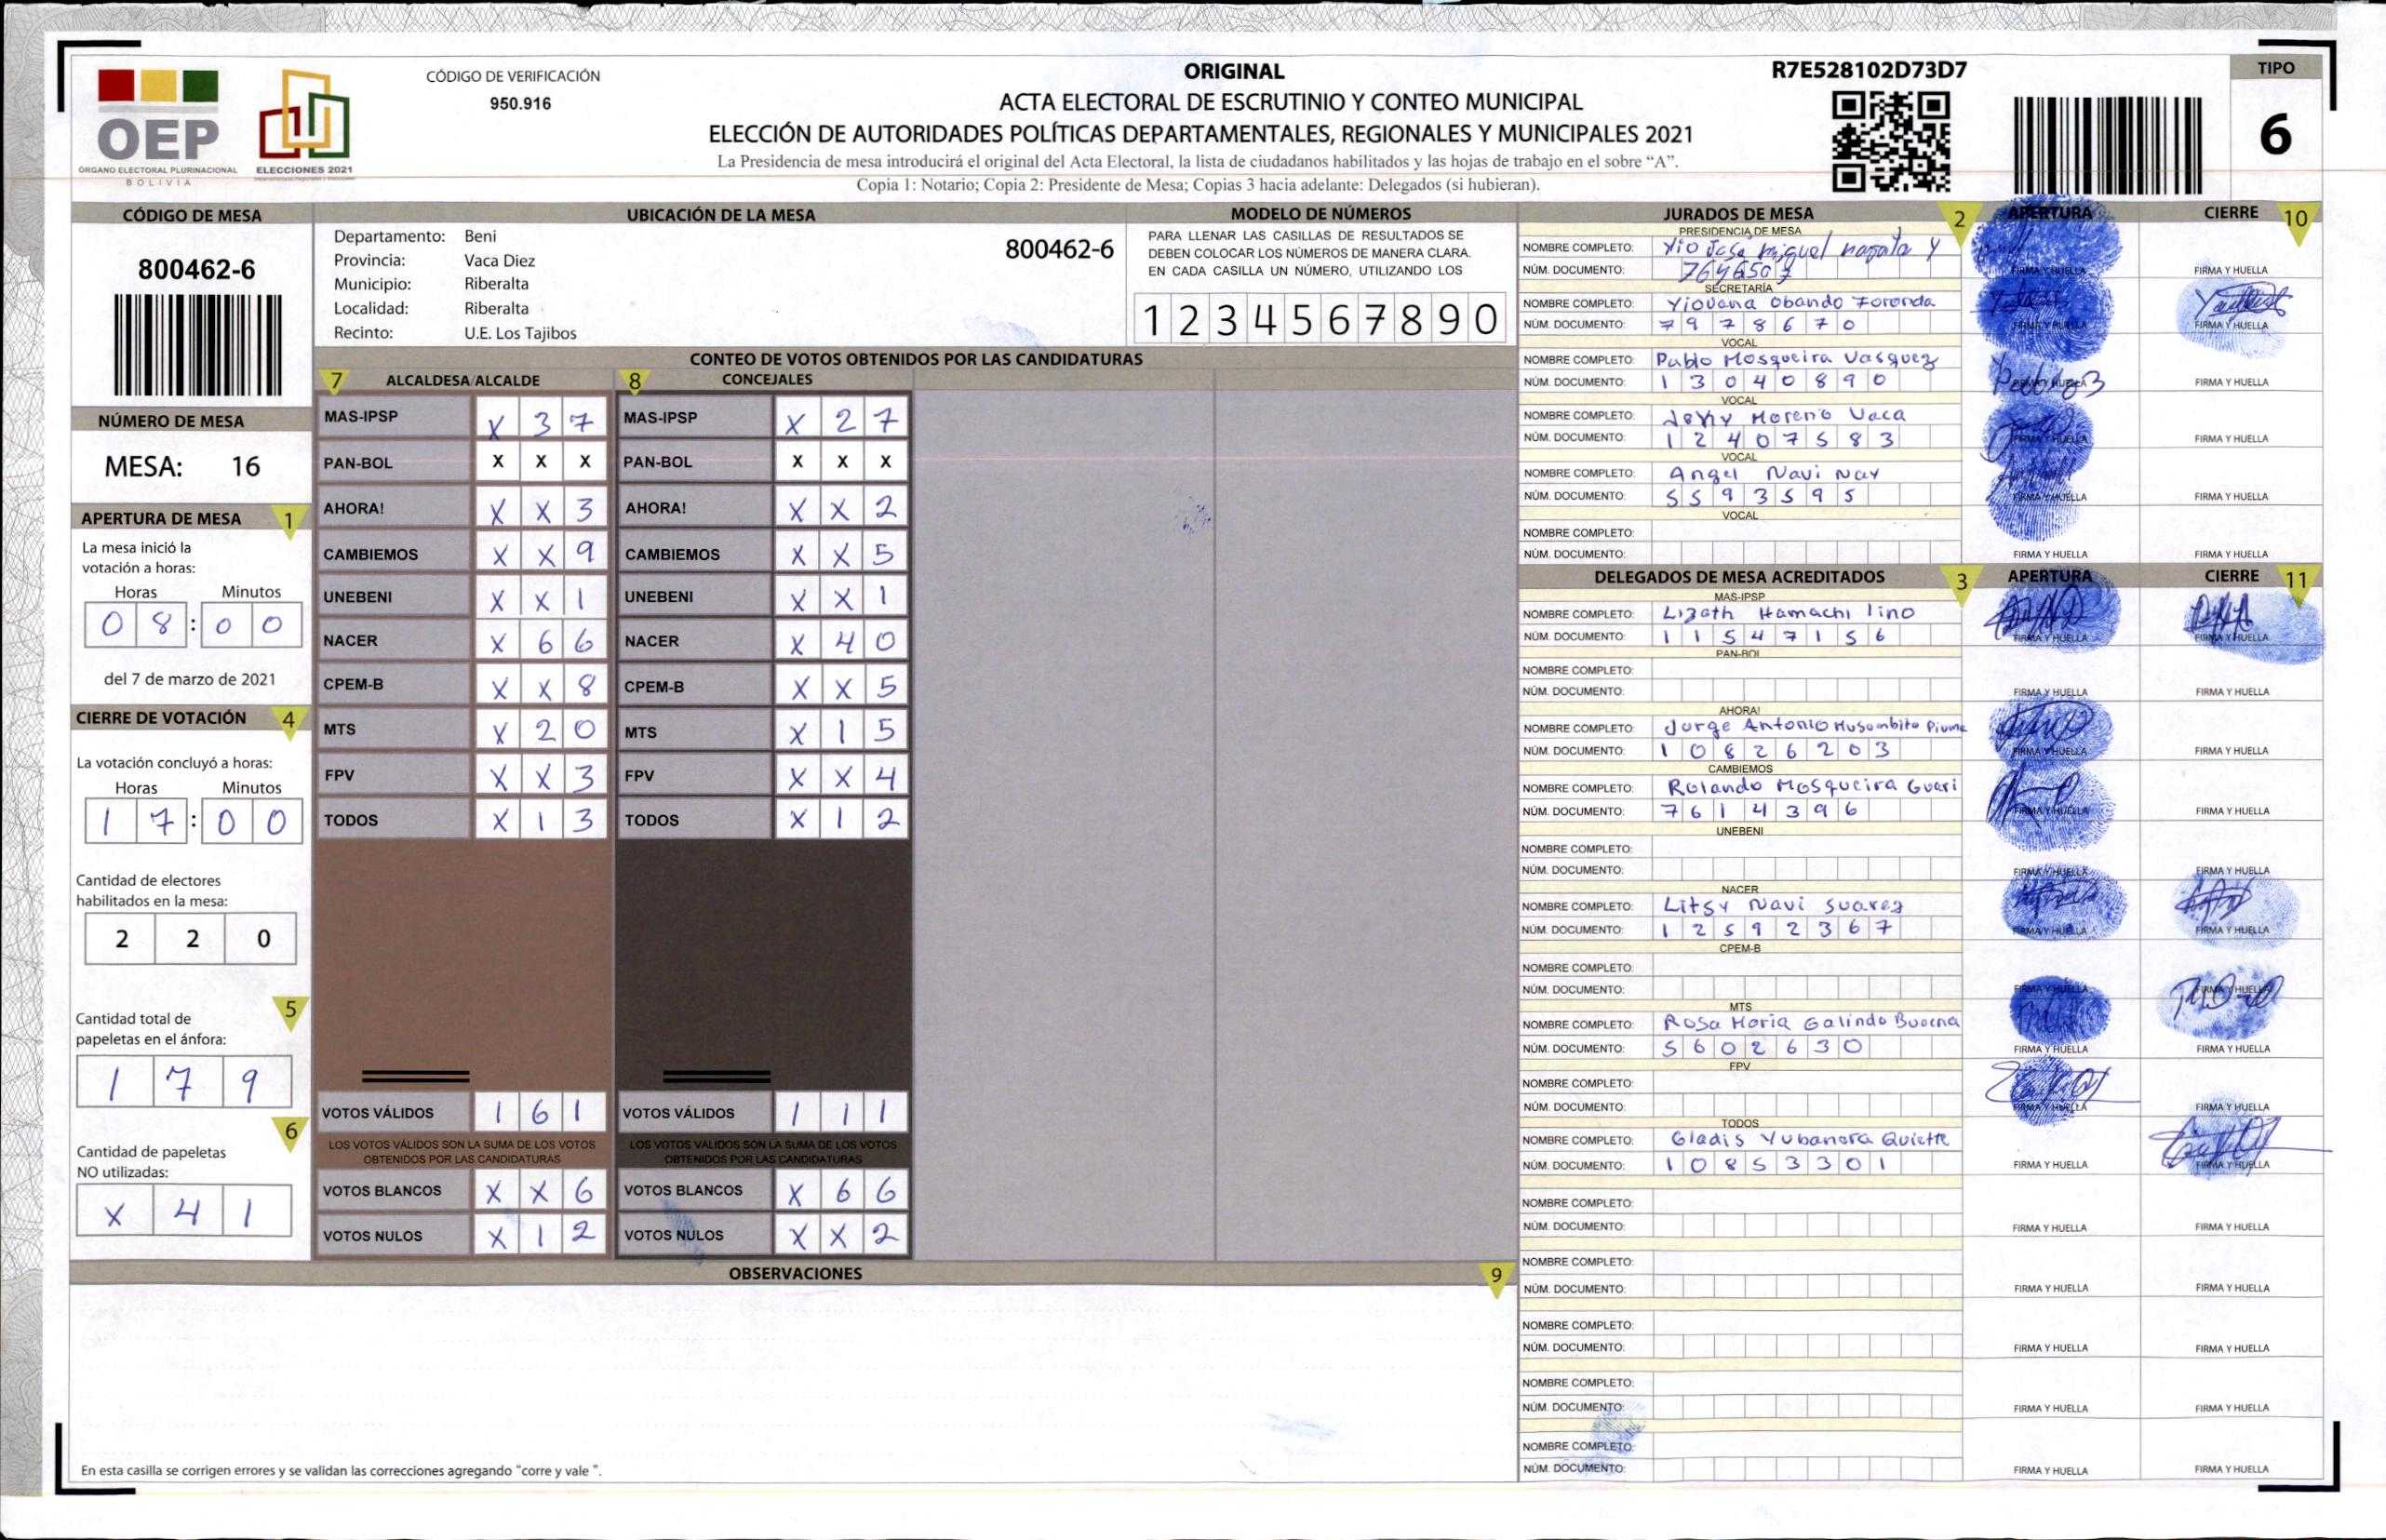 OEP
ÓRGANO ELECTORAL PLURINACIONAL
BOLIVIA
ELECCIONES 2021
CÓDIGO DE VERIFICACIÓN
950.916
ORIGINAL
ACTA ELECTORAL DE ESCRUTINIO Y CONTEO MUNICIPAL
ELECCIÓN DE AUTORIDADES POLÍTICAS DEPARTAMENTALES, REGIONALES Y MUNICIPALES 2021
La Presidencia de mesa introducirá el original del Acta Electoral, la lista de ciudadanos habilitados y las hojas de trabajo en el sobre “A”.
Copia 1: Notario; Copia 2: Presidente de Mesa; Copias 3 hacia adelante: Delegados (si hubieran).
R7E528102D73D7
TIPO
6
CÓDIGO DE MESA
800462-6
NÚMERO DE MESA
MESA: 16
APERTURA DE MESA 1
La mesa inició la
votación a horas:
Horas Minutos
0 8 : 0 0
del 7 de marzo de 2021
CIERRE DE VOTACIÓN 4
La votación concluyó a horas:
Horas Minutos
1 7 : 0 0
Cantidad de electores
habilitados en la mesa:
2 2 0
5
Cantidad total de
papeletas en el ánfora:
1 7 9
6
Cantidad de papeletas
NO utilizadas:
X 4 1
UBICACIÓN DE LA MESA
Departamento: Beni
Provincia: Vaca Diez
Municipio: Riberalta
Localidad: Riberalta
Recinto: U.E. Los Tajibos
800462-6
MODELO DE NÚMEROS
PARA LLENAR LAS CASILLAS DE RESULTADOS SE
DEBEN COLOCAR LOS NÚMEROS DE MANERA CLARA.
EN CADA CASILLA UN NÚMERO, UTILIZANDO LOS
1 2 3 4 5 6 7 8 9 0
CONTEO DE VOTOS OBTENIDOS POR LAS CANDIDATURAS
7 ALCALDESA/ALCALDE 8 CONCEJALES
MAS-IPSP X 3 7 MAS-IPSP X 2 7
PAN-BOL X X X PAN-BOL X X X
AHORA! X X 3 AHORA! X X 2
CAMBIEMOS X X 9 CAMBIEMOS X X 5
UNEBENI X X 1 UNEBENI X X 1
NACER X 6 6 NACER X 4 0
CPEM-B X X 8 CPEM-B X X 5
MTS X 2 0 MTS X 1 5
FPV X X 3 FPV X X 4
TODOS X 1 3 TODOS X 1 2
VOTOS VÁLIDOS 1 6 1 VOTOS VÁLIDOS 1 1 1
LOS VOTOS VÁLIDOS SON LA SUMA DE LOS VOTOS LOS VOTOS VÁLIDOS SON LA SUMA DE LOS VOTOS
OBTENIDOS POR LAS CANDIDATURAS OBTENIDOS POR LAS CANDIDATURAS
VOTOS BLANCOS X X 6 VOTOS BLANCOS X 6 6
VOTOS NULOS X 1 2 VOTOS NULOS X X 2
OBSERVACIONES 9
En esta casilla se corrigen errores y se validan las correcciones agregando “corre y vale ”.
JURADOS DE MESA 2 APERTURA CIERRE 10
PRESIDENCIA DE MESA
NOMBRE COMPLETO: José Miguel
NÚM. DOCUMENTO: FIRMA Y HUELLA FIRMA Y HUELLA
SECRETARÍA
NOMBRE COMPLETO: Yiovana Obando Foronda
NÚM. DOCUMENTO: 7 9 7 8 6 7 0 FIRMA Y HUELLA FIRMA Y HUELLA
VOCAL
NOMBRE COMPLETO: Pablo Mosqueira Vasquez
NÚM. DOCUMENTO: 1 3 0 4 0 8 9 0 FIRMA Y HUELLA FIRMA Y HUELLA
VOCAL
NOMBRE COMPLETO: Moreno Vaca
NÚM. DOCUMENTO: 1 2 4 0 7 5 8 3 FIRMA Y HUELLA FIRMA Y HUELLA
VOCAL
NOMBRE COMPLETO: Angel Navi Nay
NÚM. DOCUMENTO: 5 5 9 3 5 9 5 FIRMA Y HUELLA FIRMA Y HUELLA
VOCAL
NOMBRE COMPLETO:
NÚM. DOCUMENTO: FIRMA Y HUELLA FIRMA Y HUELLA
DELEGADOS DE MESA ACREDITADOS 3 APERTURA CIERRE 11
MAS-IPSP
NOMBRE COMPLETO: Lizath Hamachi lino
NÚM. DOCUMENTO: 1 1 5 4 7 1 5 6 FIRMA Y HUELLA FIRMA Y HUELLA
PAN-BOL
NOMBRE COMPLETO:
NÚM. DOCUMENTO: FIRMA Y HUELLA FIRMA Y HUELLA
AHORA!
NOMBRE COMPLETO: Jorge Antonio
NÚM. DOCUMENTO: 1 0 8 2 6 2 0 3 FIRMA Y HUELLA FIRMA Y HUELLA
CAMBIEMOS
NOMBRE COMPLETO: Rolando Mosqueira Guari
NÚM. DOCUMENTO: 7 6 1 4 3 9 6 FIRMA Y HUELLA FIRMA Y HUELLA
UNEBENI
NOMBRE COMPLETO:
NÚM. DOCUMENTO: FIRMA Y HUELLA FIRMA Y HUELLA
NACER
NOMBRE COMPLETO: Litsy Navi Suarez
NÚM. DOCUMENTO: 1 2 5 9 2 3 6 7 FIRMA Y HUELLA FIRMA Y HUELLA
CPEM-B
NOMBRE COMPLETO:
NÚM. DOCUMENTO: FIRMA Y HUELLA FIRMA Y HUELLA
MTS
NOMBRE COMPLETO: Rosa Maria Galindo
NÚM. DOCUMENTO: 5 6 0 2 6 3 0 FIRMA Y HUELLA FIRMA Y HUELLA
FPV
NOMBRE COMPLETO:
NÚM. DOCUMENTO: FIRMA Y HUELLA FIRMA Y HUELLA
TODOS
NOMBRE COMPLETO: Gladis Yubanera Quiette
NÚM. DOCUMENTO: 1 0 8 5 3 3 0 1 FIRMA Y HUELLA FIRMA Y HUELLA
NOMBRE COMPLETO:
NÚM. DOCUMENTO: FIRMA Y HUELLA FIRMA Y HUELLA
NOMBRE COMPLETO:
NÚM. DOCUMENTO: FIRMA Y HUELLA FIRMA Y HUELLA
NOMBRE COMPLETO:
NÚM. DOCUMENTO: FIRMA Y HUELLA FIRMA Y HUELLA
NOMBRE COMPLETO:
NÚM. DOCUMENTO: FIRMA Y HUELLA FIRMA Y HUELLA
NOMBRE COMPLETO:
NÚM. DOCUMENTO: FIRMA Y HUELLA FIRMA Y HUELLA